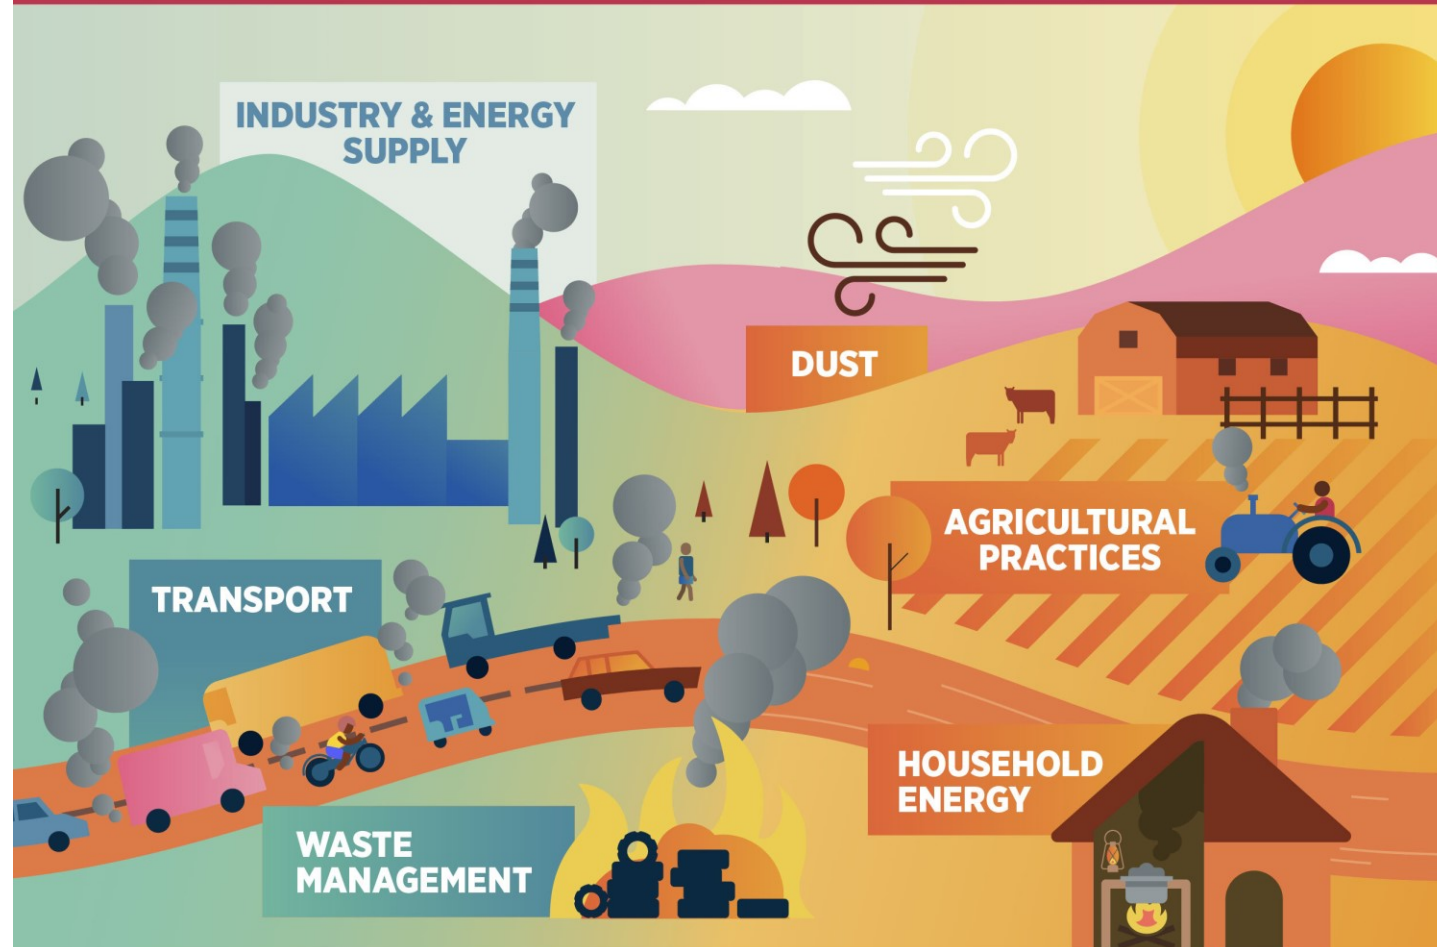 INDUSTRY & ENERGY
SUPPLY
DUST
AGRICULTURAL
PRACTICES
TRANSPORT
HOUSEHOLD
ENERGY
WASTE
MANAGEMENT